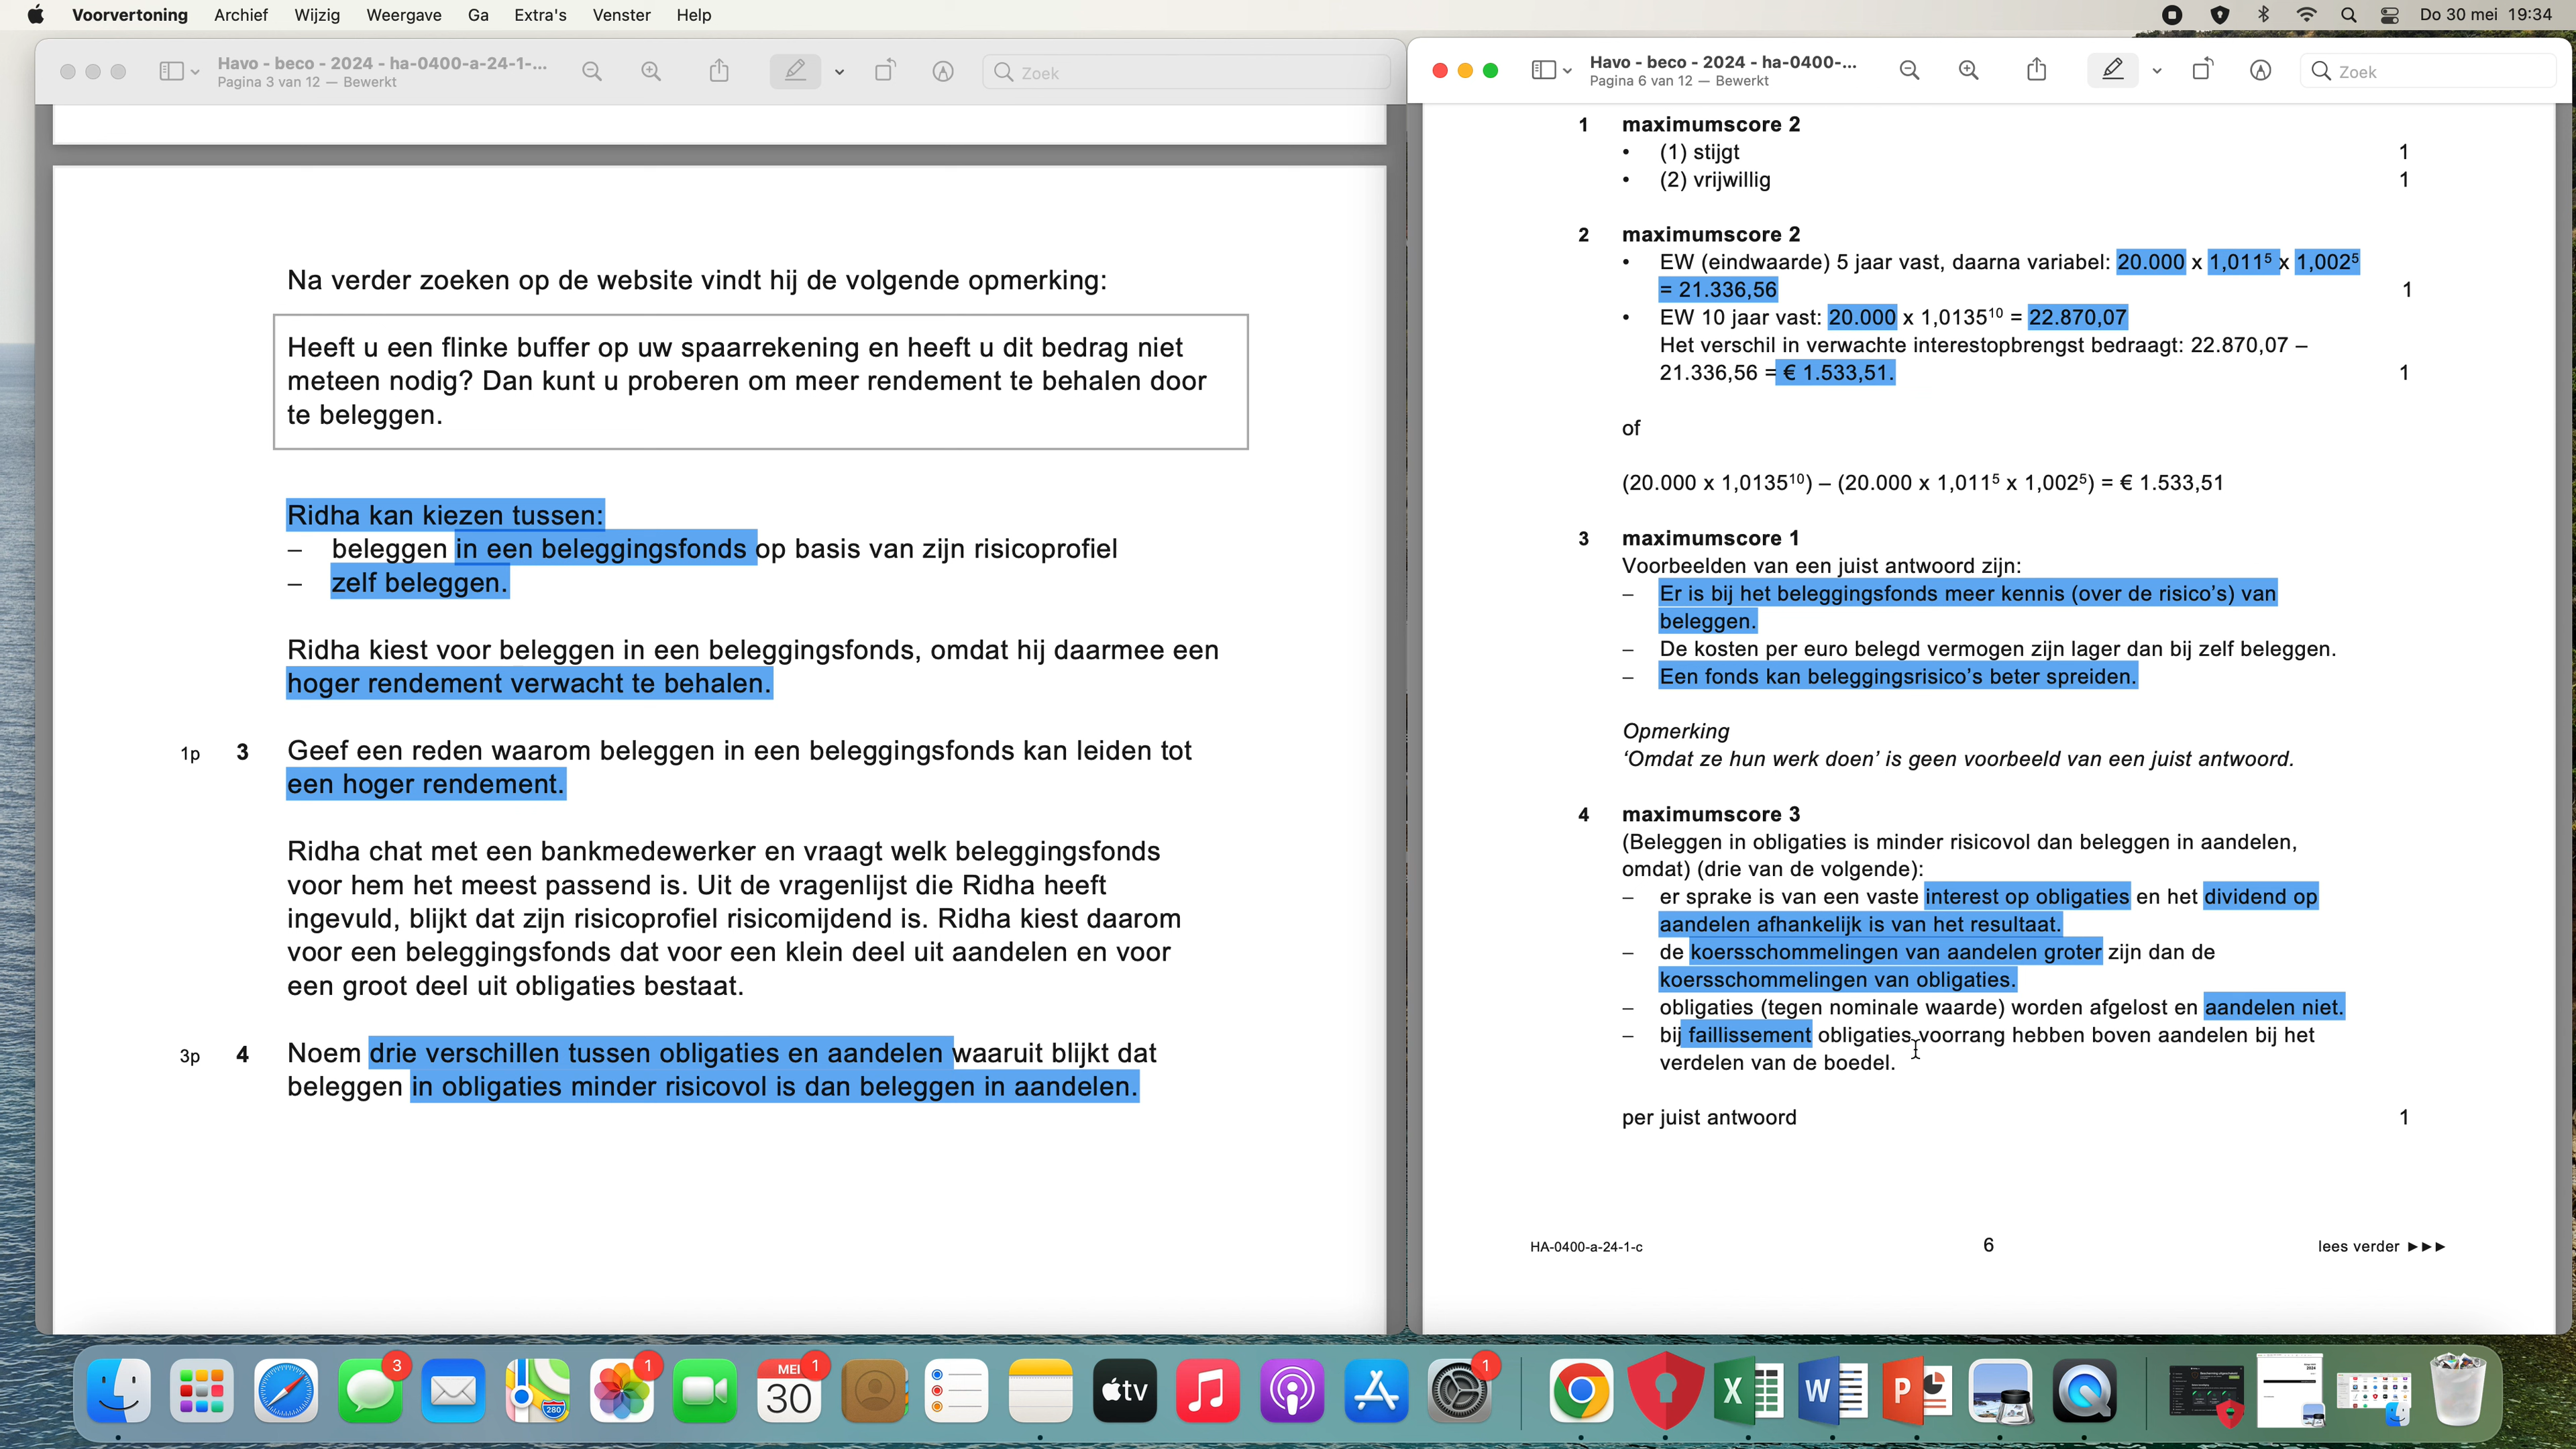 Voorvertoning Archief Wijzig Weergave Ga Extra's Venster Help
Do 30 mei 19:34
Havo - beco - 2024 - ha-0400-a-24-1-...
Pagina 3 van 12 — Bewerkt
Zoek
Na verder zoeken op de website vindt hij de volgende opmerking:
Heeft u een flinke buffer op uw spaarrekening en heeft u dit bedrag niet
meteen nodig? Dan kunt u proberen om meer rendement te behalen door
te beleggen.
Ridha kan kiezen tussen:
– beleggen in een beleggingsfonds op basis van zijn risicoprofiel
– zelf beleggen.
Ridha kiest voor beleggen in een beleggingsfonds, omdat hij daarmee een
hoger rendement verwacht te behalen.
1p 3 Geef een reden waarom beleggen in een beleggingsfonds kan leiden tot
een hoger rendement.
Ridha chat met een bankmedewerker en vraagt welk beleggingsfonds
voor hem het meest passend is. Uit de vragenlijst die Ridha heeft
ingevuld, blijkt dat zijn risicoprofiel risicomijdend is. Ridha kiest daarom
voor een beleggingsfonds dat voor een klein deel uit aandelen en voor
een groot deel uit obligaties bestaat.
3p 4 Noem drie verschillen tussen obligaties en aandelen waaruit blijkt dat
beleggen in obligaties minder risicovol is dan beleggen in aandelen.
Havo - beco - 2024 - ha-0400-...
Pagina 6 van 12 — Bewerkt
Zoek
1 maximumscore 2
• (1) stijgt 1
• (2) vrijwillig 1
2 maximumscore 2
• EW (eindwaarde) 5 jaar vast, daarna variabel: 20.000 x 1,011⁵ x 1,002⁵
= 21.336,56 1
• EW 10 jaar vast: 20.000 x 1,0135¹⁰ = 22.870,07
Het verschil in verwachte interestopbrengst bedraagt: 22.870,07 –
21.336,56 = € 1.533,51. 1
of
(20.000 x 1,0135¹⁰) – (20.000 x 1,011⁵ x 1,002⁵) = € 1.533,51
3 maximumscore 1
Voorbeelden van een juist antwoord zijn:
– Er is bij het beleggingsfonds meer kennis (over de risico's) van
beleggen.
– De kosten per euro belegd vermogen zijn lager dan bij zelf beleggen.
– Een fonds kan beleggingsrisico's beter spreiden.
Opmerking
'Omdat ze hun werk doen' is geen voorbeeld van een juist antwoord.
4 maximumscore 3
(Beleggen in obligaties is minder risicovol dan beleggen in aandelen,
omdat) (drie van de volgende):
– er sprake is van een vaste interest op obligaties en het dividend op
aandelen afhankelijk is van het resultaat.
– de koersschommelingen van aandelen groter zijn dan de
koersschommelingen van obligaties.
– obligaties (tegen nominale waarde) worden afgelost en aandelen niet.
– bij faillissement obligaties voorrang hebben boven aandelen bij het
verdelen van de boedel.
per juist antwoord 1
HA-0400-a-24-1-c 6 lees verder ►►►
3
280
1
MEI
30
1
tv
1
X
W
P